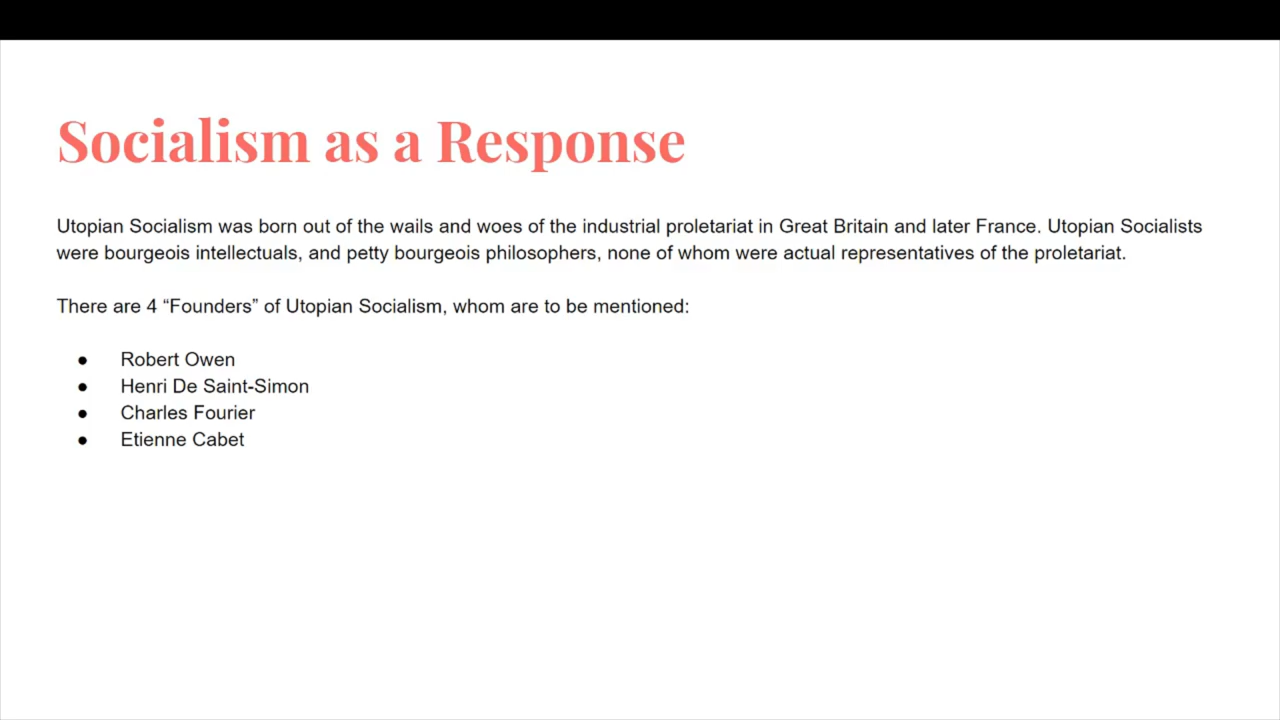 Socialism as a Response
Utopian Socialism was born out of the wails and woes of the industrial proletariat in Great Britain and later France. Utopian Socialists
were bourgeois intellectuals, and petty bourgeois philosophers, none of whom were actual representatives of the proletariat.
There are 4 “Founders” of Utopian Socialism, whom are to be mentioned:
● Robert Owen
● Henri De Saint-Simon
● Charles Fourier
● Etienne Cabet